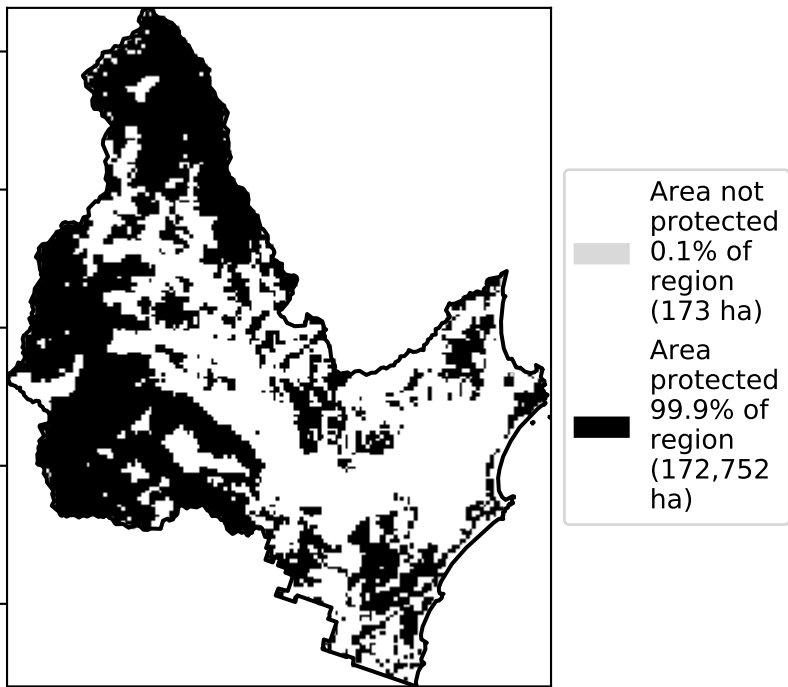 Area not
protected
0.1% of
region
(173 ha)
Area
protected
99.9% of
region
(172,752
ha)